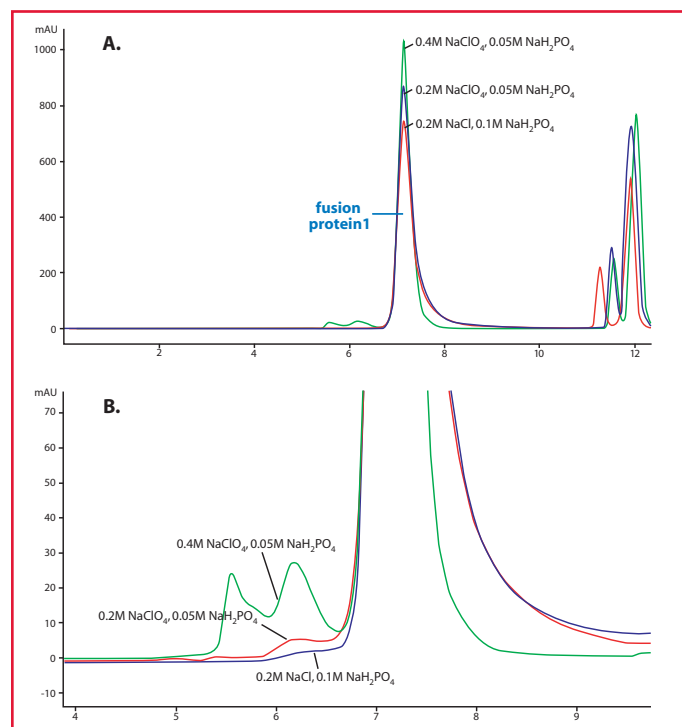 mAU
A.
1000
800
600
400
200
0
0.4M NaClO₄, 0.05M NaH₂PO₄
0.2M NaClO₄, 0.05M NaH₂PO₄
0.2M NaCl, 0.1M NaH₂PO₄
fusion
protein1
2 4 6 8 10 12
mAU
B.
70
60
50
40
30
20
10
0
-10
0.4M NaClO₄, 0.05M NaH₂PO₄
0.2M NaClO₄, 0.05M NaH₂PO₄
0.2M NaCl, 0.1M NaH₂PO₄
4 5 6 7 8 9